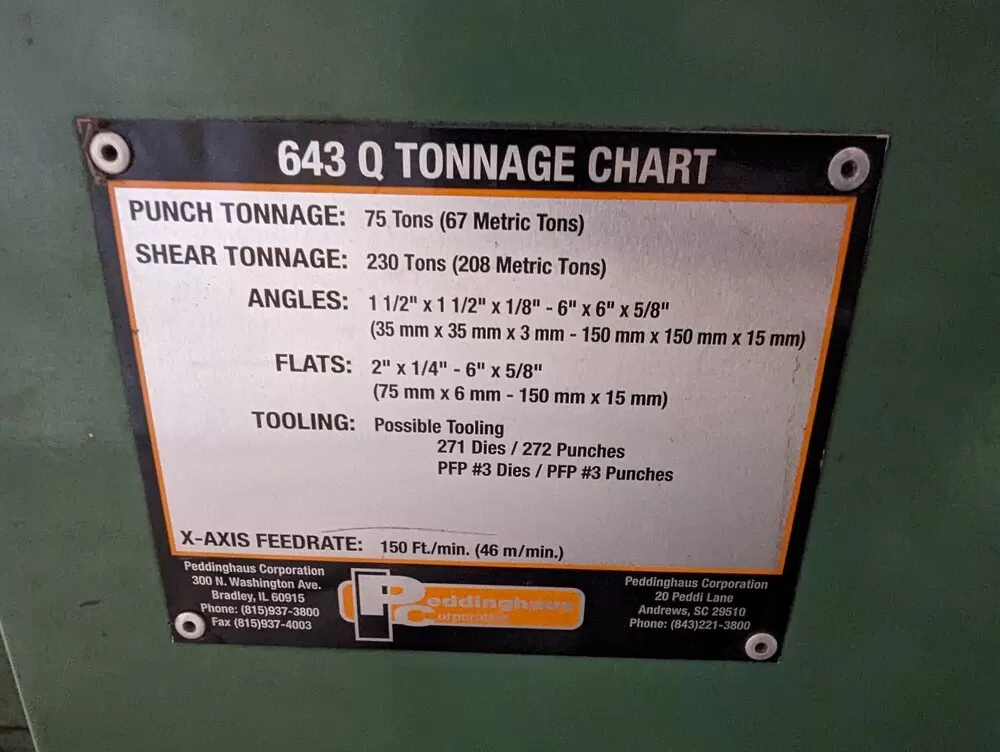 643 Q TONNAGE CHART
PUNCH TONNAGE: 75 Tons (67 Metric Tons)
SHEAR TONNAGE: 230 Tons (208 Metric Tons)
ANGLES: 1 1/2" x 1 1/2" x 1/8" - 6" x 6" x 5/8"
(35 mm x 35 mm x 3 mm - 150 mm x 150 mm x 15 mm)
FLATS: 2" x 1/4" - 6" x 5/8"
(75 mm x 6 mm - 150 mm x 15 mm)
TOOLING: Possible Tooling
271 Dies / 272 Punches
PFP #3 Dies / PFP #3 Punches
X-AXIS FEEDRATE: 150 Ft./min. (46 m/min.)
Peddinghaus Corporation
300 N. Washington Ave.
Bradley, IL 60915
Phone: (815)937-3800
Fax (815)937-4003
Peddinghaus
Corporation
Peddinghaus Corporation
20 Peddi Lane
Andrews, SC 29510
Phone: (843)221-3800